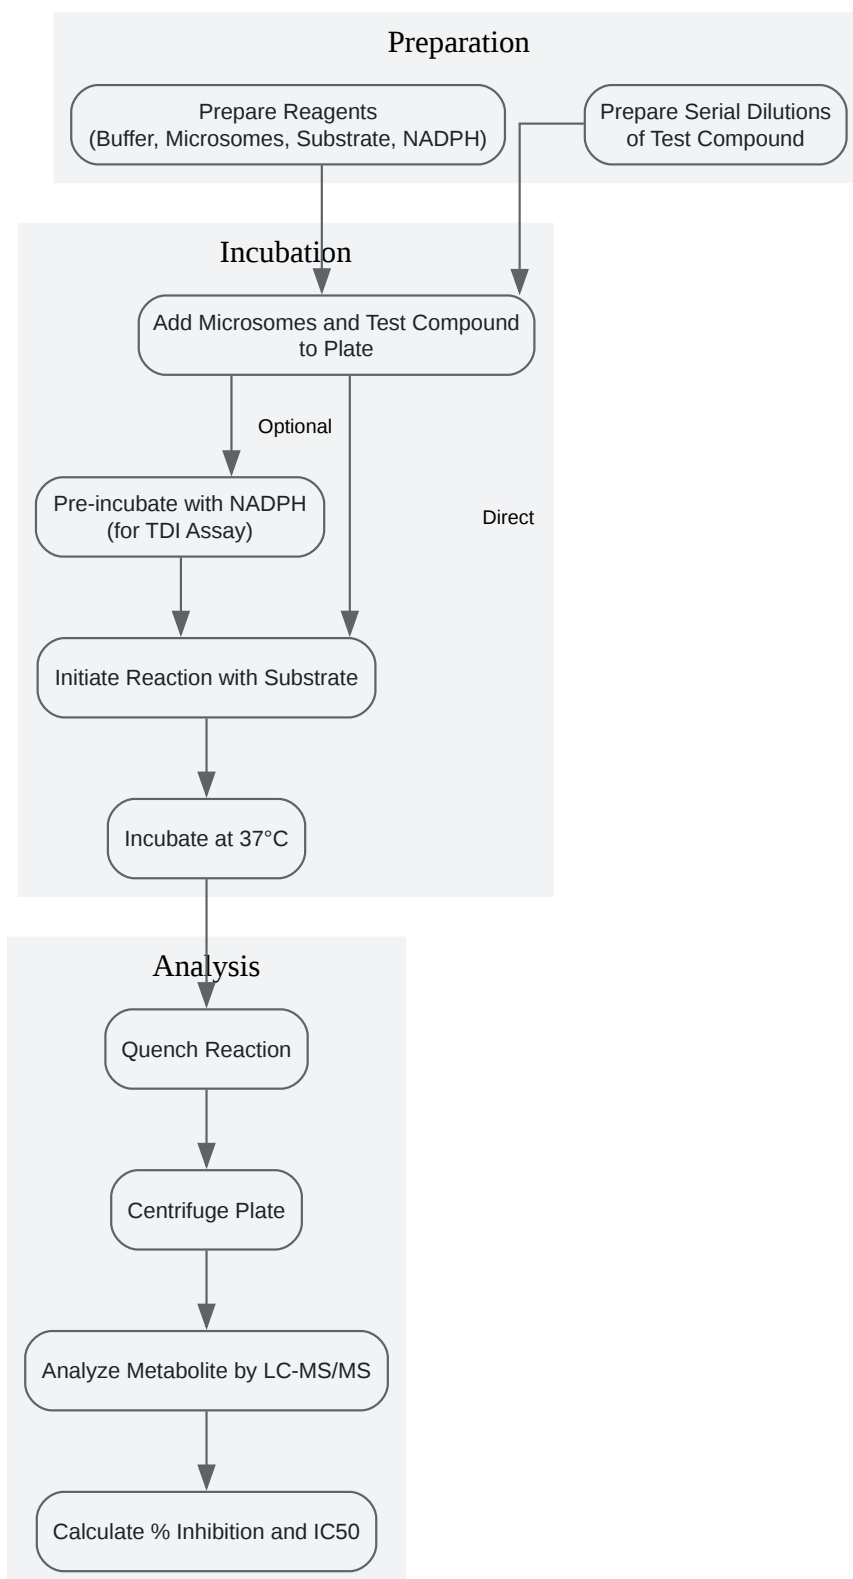 Preparation
Prepare Reagents
(Buffer, Microsomes, Substrate, NADPH)
Prepare Serial Dilutions
of Test Compound
Incubation
Add Microsomes and Test Compound
to Plate
Optional
Pre-incubate with NADPH
(for TDI Assay)
Direct
Initiate Reaction with Substrate
Incubate at 37°C
Analysis
Quench Reaction
Centrifuge Plate
Analyze Metabolite by LC-MS/MS
Calculate % Inhibition and IC50